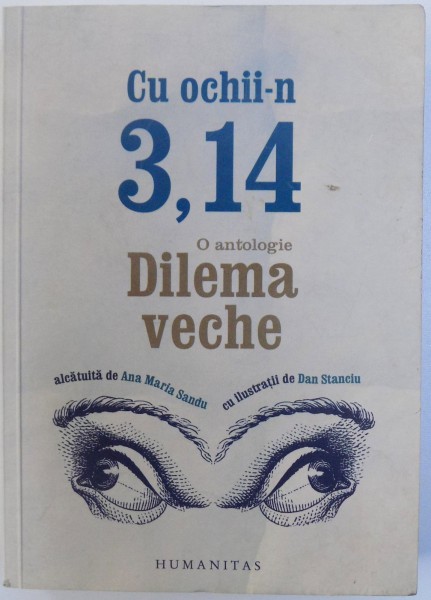 Cu ochii-n
3,14
O antologie
Dilema
veche
alcătuită de Ana Maria Sandu
cu ilustrații de Dan Stanciu
HUMANITAS